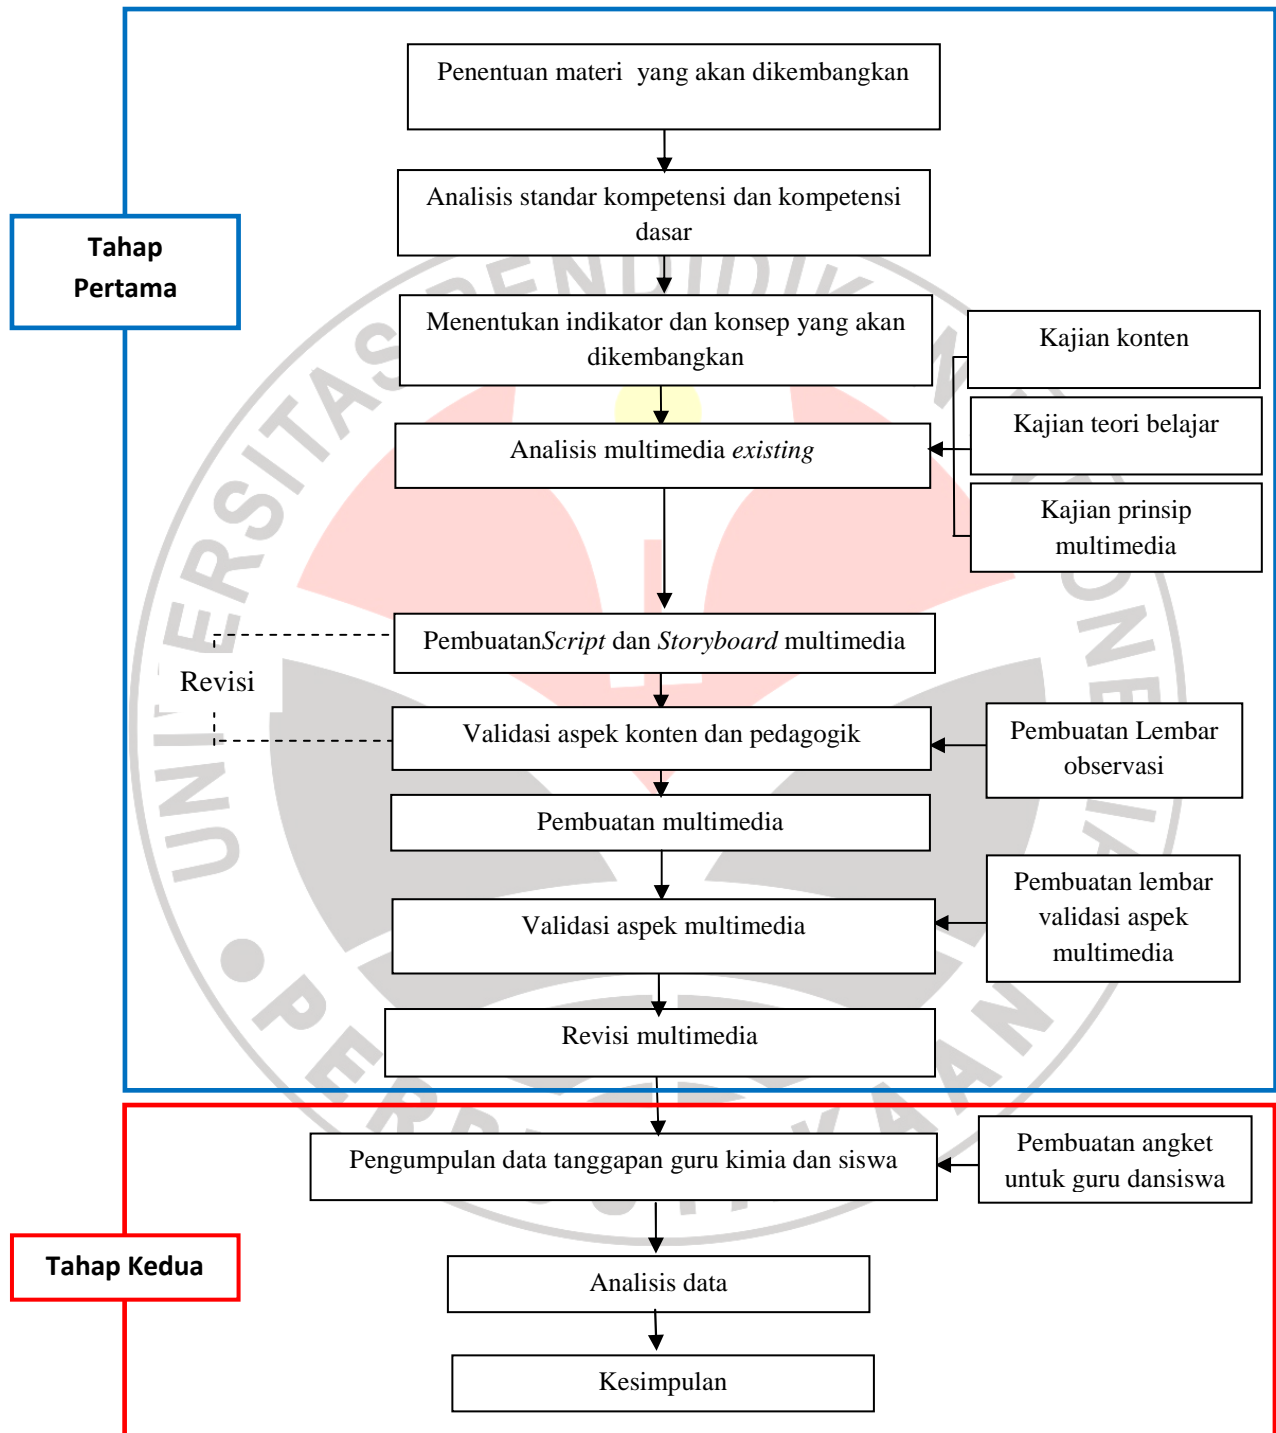 Penentuan materi  yang akan dikembangkan
Analisis standar kompetensi dan kompetensi
dasar
Tahap
Pertama
Menentukan indikator dan konsep yang akan
dikembangkan
Kajian konten
Kajian teori belajar
Analisis multimedia existing
Kajian prinsip
multimedia
PembuatanScript dan Storyboard multimedia
Revisi
Validasi aspek konten dan pedagogik
Pembuatan Lembar
observasi
Pembuatan multimedia
Pembuatan lembar
validasi aspek
multimedia
Validasi aspek multimedia
Revisi multimedia
Pengumpulan data tanggapan guru kimia dan siswa
Pembuatan angket
untuk guru dansiswa
Tahap Kedua
Analisis data
Kesimpulan